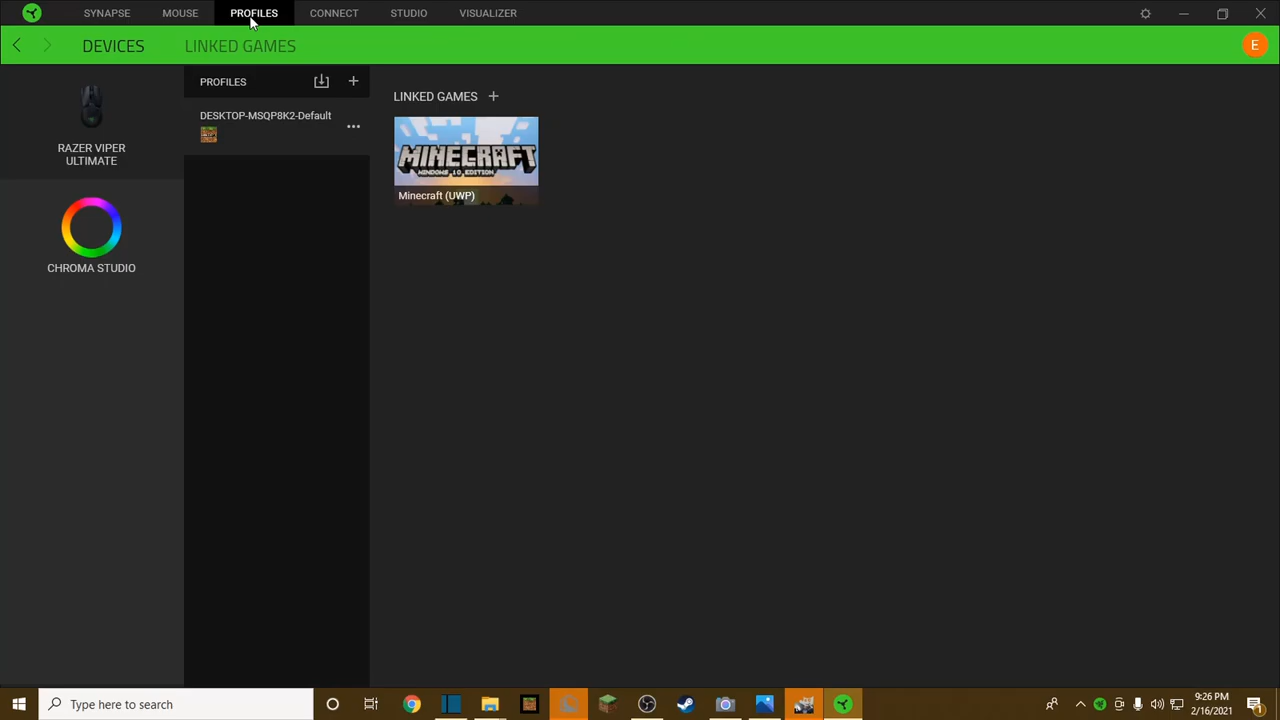 SYNAPSE MOUSE PROFILES CONNECT STUDIO VISUALIZER
DEVICES LINKED GAMES
E
PROFILES
LINKED GAMES
DESKTOP-MSQP8K2-Default
RAZER VIPER
ULTIMATE
MINECRAFT
WINDOWS 10 EDITION
Minecraft (UWP)
CHROMA STUDIO
Type here to search
9:26 PM
2/16/2021